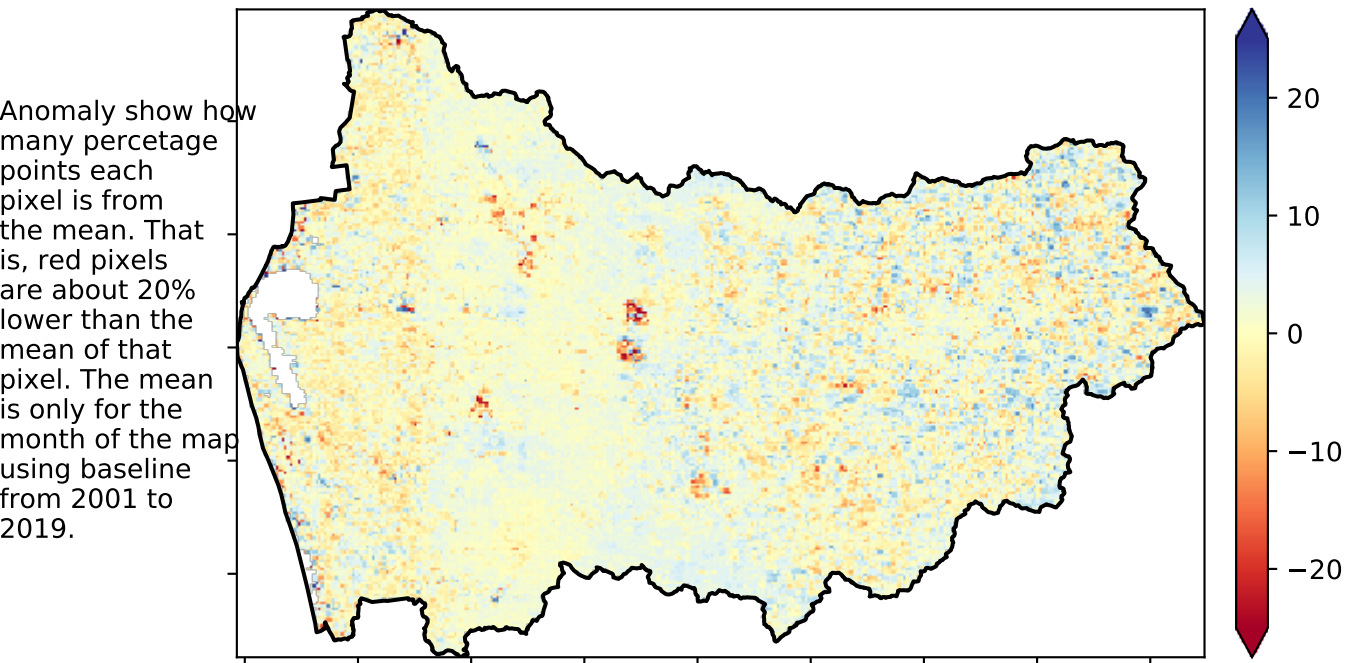 Anomaly show how
many percetage
points each
pixel is from
the mean. That
is, red pixels
are about 20%
lower than the
mean of that
pixel. The mean
is only for the
month of the map
using baseline
from 2001 to
2019.
20
10
0
−10
−20